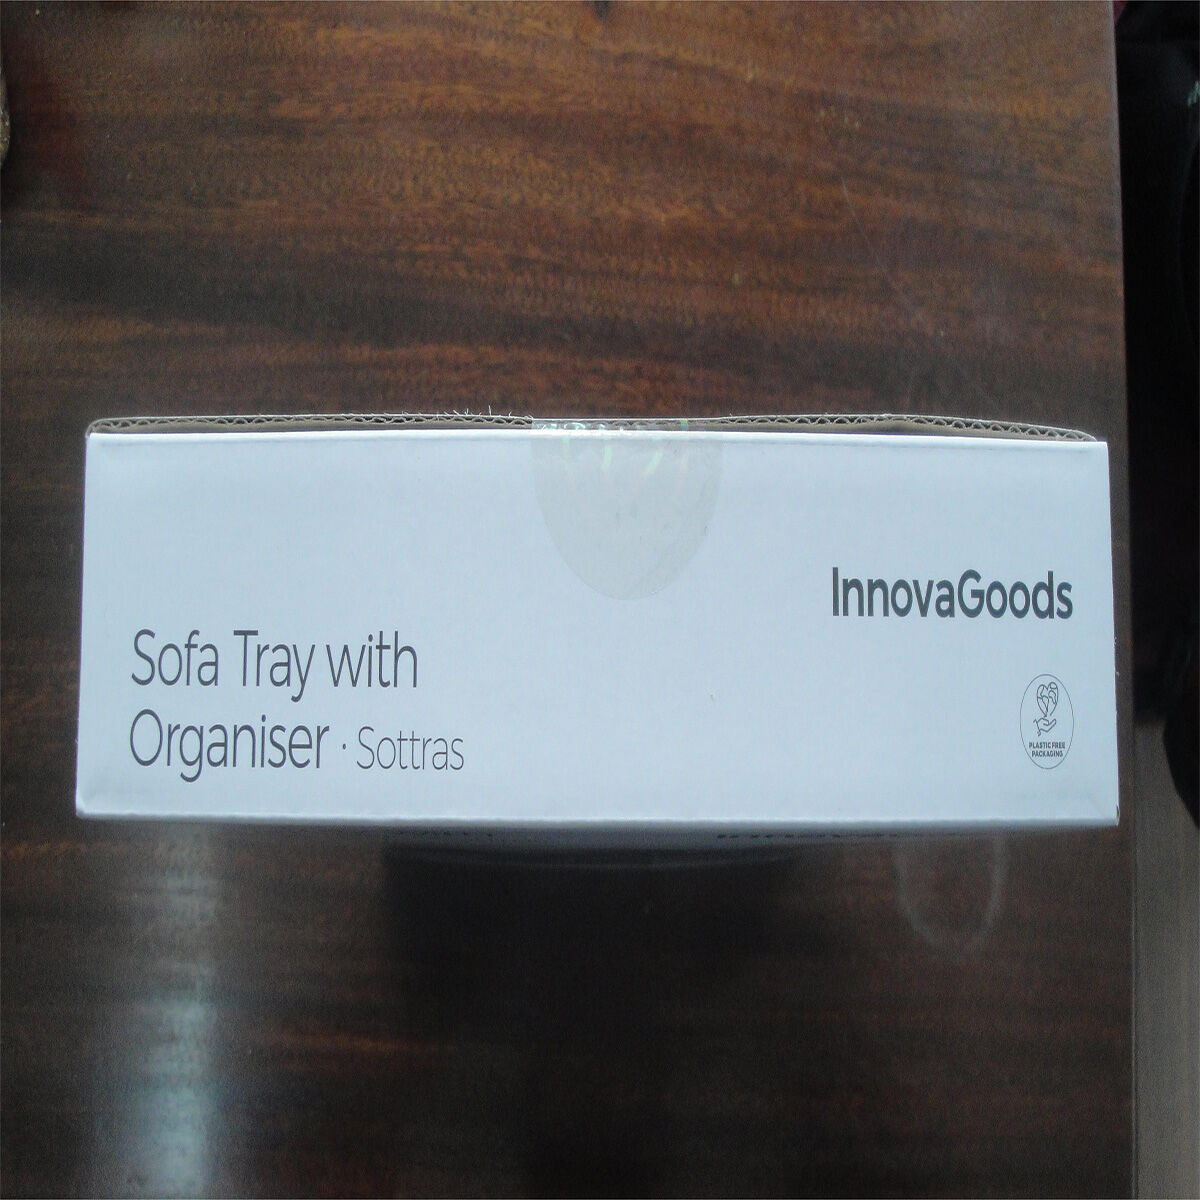 InnovaGoods
Sofa Tray with
Organiser · Sottras
PLASTIC FREE
PACKAGING